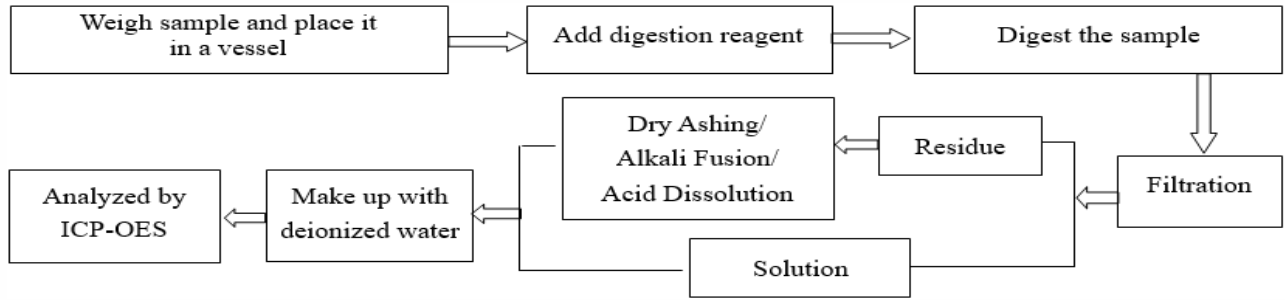 Weigh sample and place it
in a vessel
Add digestion reagent
Digest the sample
Filtration
Residue
Dry Ashing/
Alkali Fusion/
Acid Dissolution
Solution
Make up with
deionized water
Analyzed by
ICP-OES